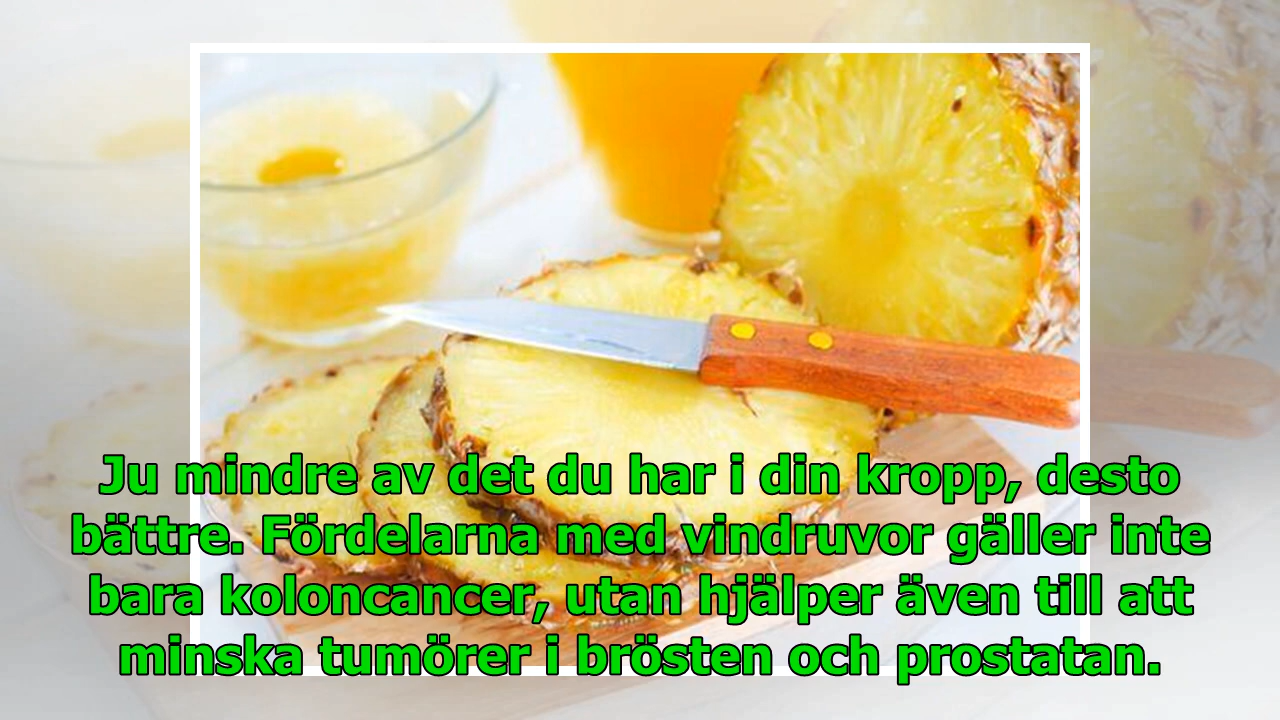 Ju mindre av det du har i din kropp, desto
bättre. Fördelarna med vindruvor gäller inte
bara koloncancer, utan hjälper även till att
minska tumörer i brösten och prostatan.